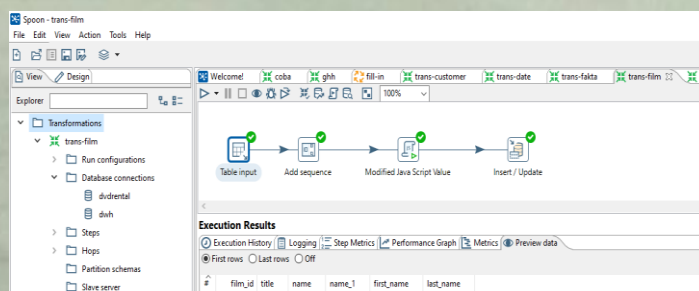 Spoon - trans-film
File Edit View Action Tools Help
View Design
Welcome! coba ghh fill-in trans-customer trans-date trans-fakta trans-film
Explorer
100%
Transformations
trans-film
Run configurations
Database connections
dvdrental
dwh
Steps
Hops
Partition schemas
Slave server
Table input Add sequence Modified Java Script Value Insert / Update
Execution Results
Execution History Logging Step Metrics Performance Graph Metrics Preview data
First rows Last rows Off
# film_id title name name_1 first_name last_name